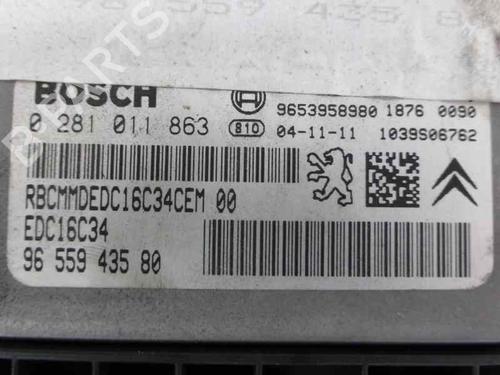 BOSCH
9653958980 1876 0090
0 281 011 863 810 04-11-11 1039S06762
RBCMMDEDC16C34CEM 00
EDC16C34
96 559 435 80
B-PARTS